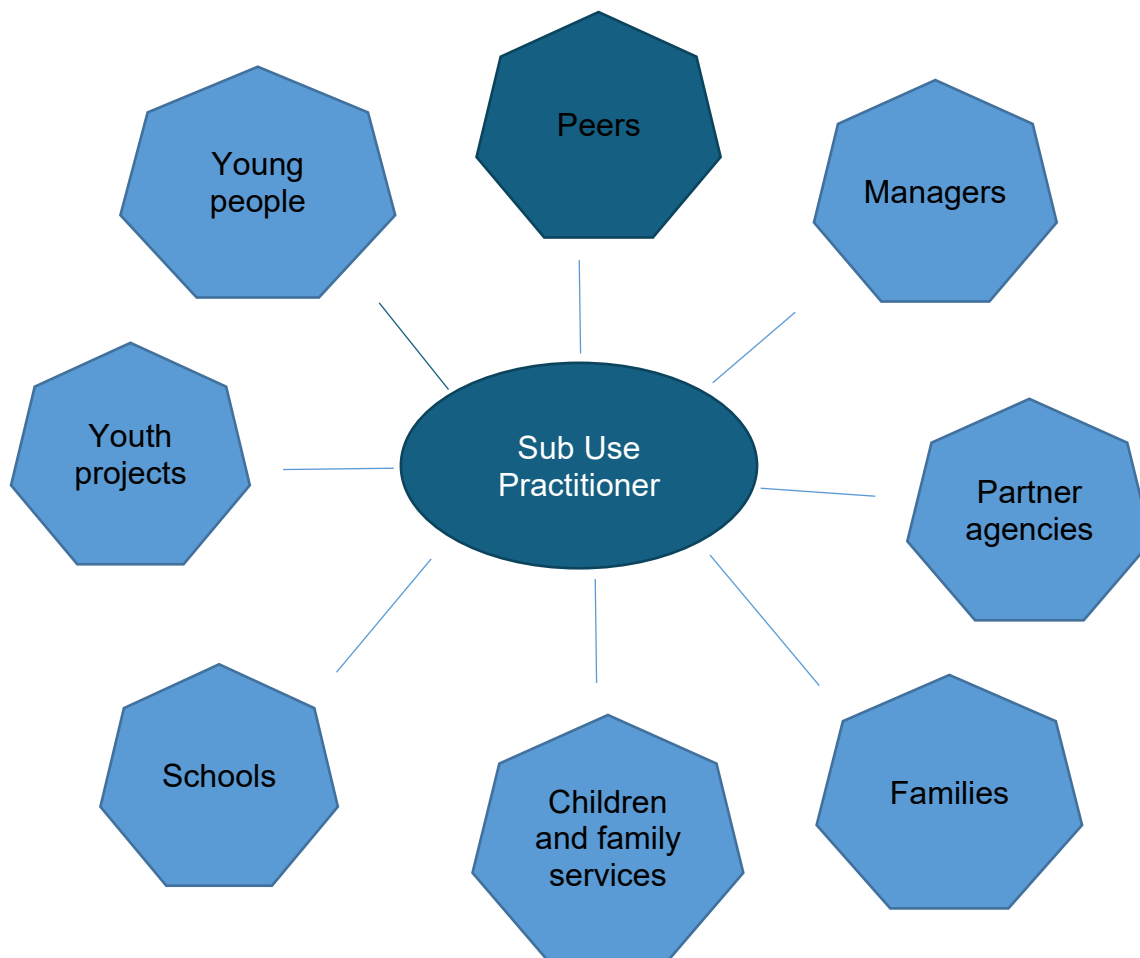 Peers
Young
people
Managers
Youth
projects
Sub Use
Practitioner
Partner
agencies
Schools
Children
and family
services
Families